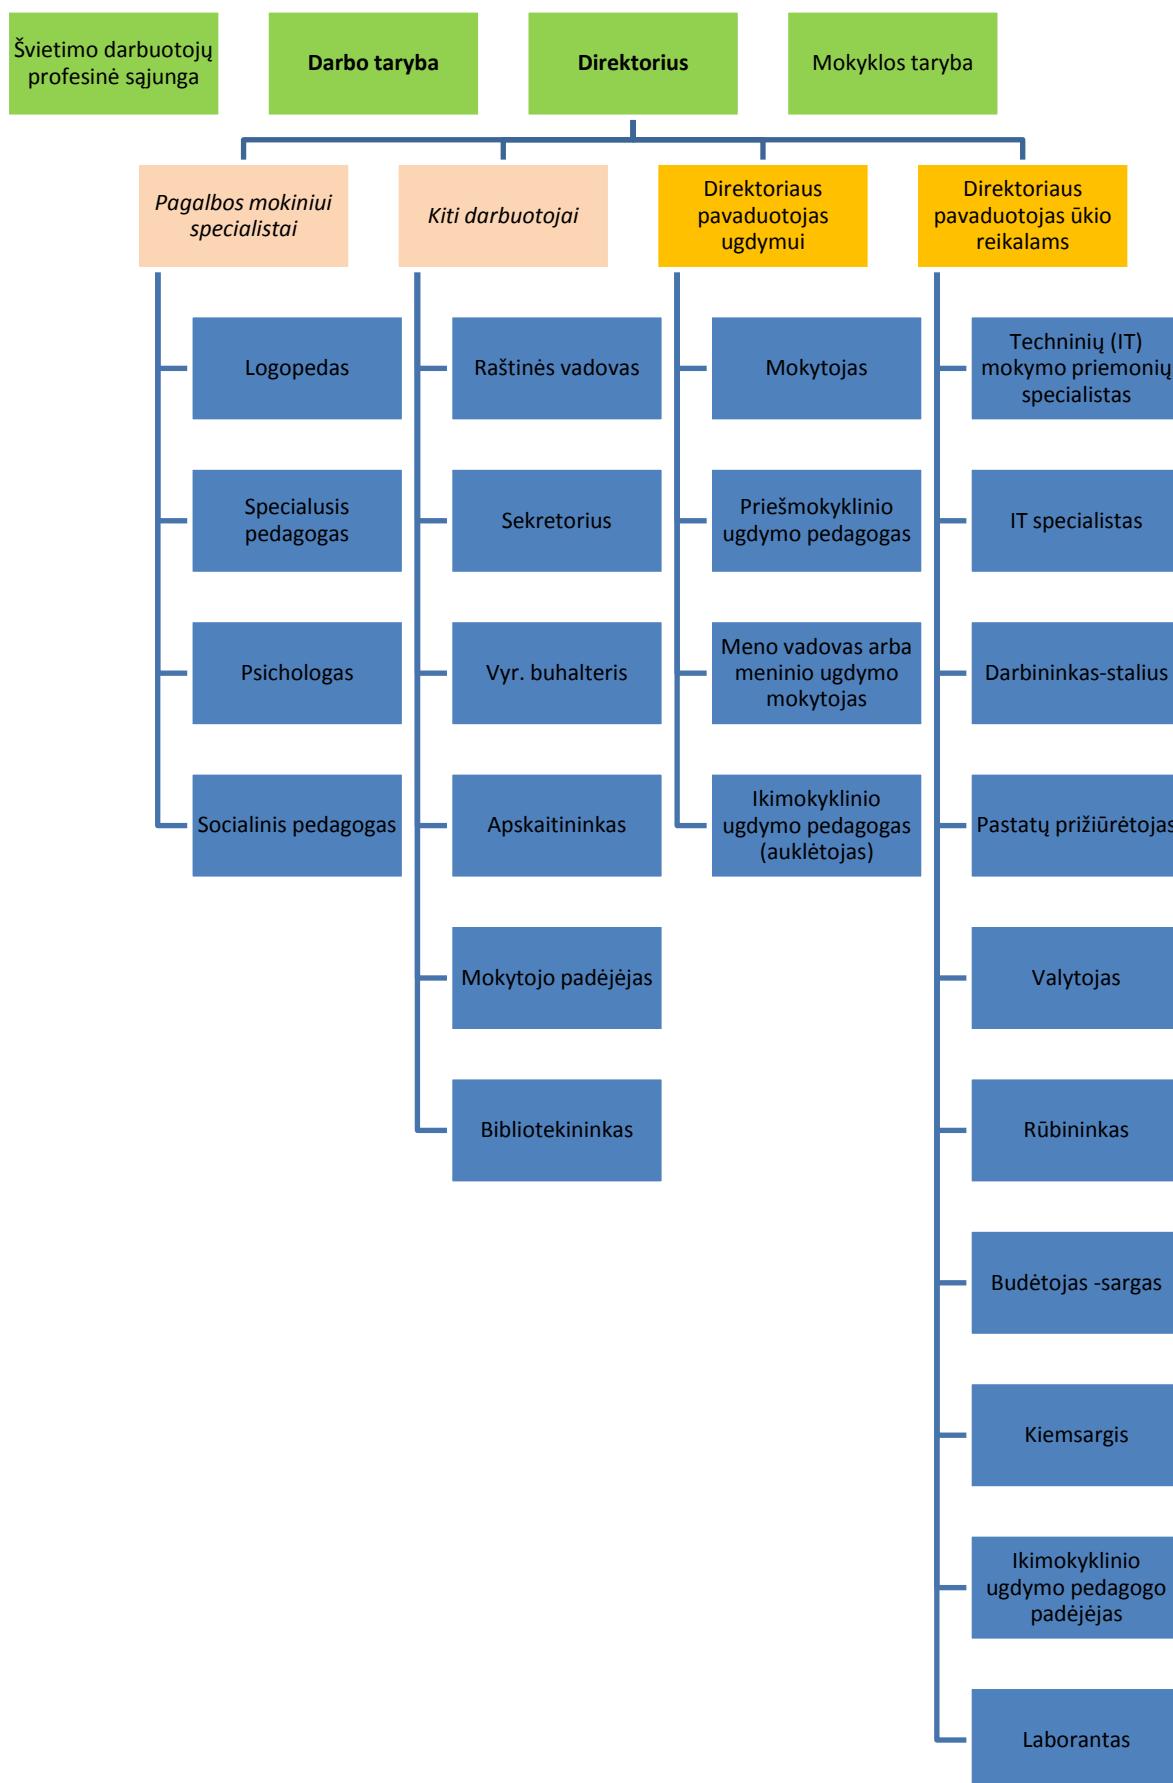 Švietimo darbuotojų
profesinė sąjunga
Darbo taryba
Direktorius
Mokyklos taryba
Pagalbos mokiniui
specialistai
Kiti darbuotojai
Direktoriaus
pavaduotojas
ugdymui
Direktoriaus
pavaduotojas ūkio
reikalams
Logopedas
Specialusis
pedagogas
Psichologas
Socialinis pedagogas
Raštinės vadovas
Sekretorius
Vyr. buhalteris
Apskaitininkas
Mokytojo padėjėjas
Bibliotekininkas
Mokytojas
Priešmokyklinio
ugdymo pedagogas
Meno vadovas arba
meninio ugdymo
mokytojas
Ikimokyklinio
ugdymo pedagogas
(auklėtojas)
Techninių (IT)
mokymo priemonių
specialistas
IT specialistas
Darbininkas-stalius
Pastatų prižiūrėtojas
Valytojas
Rūbininkas
Budėtojas -sargas
Kiemsargis
Ikimokyklinio
ugdymo pedagogo
padėjėjas
Laborantas